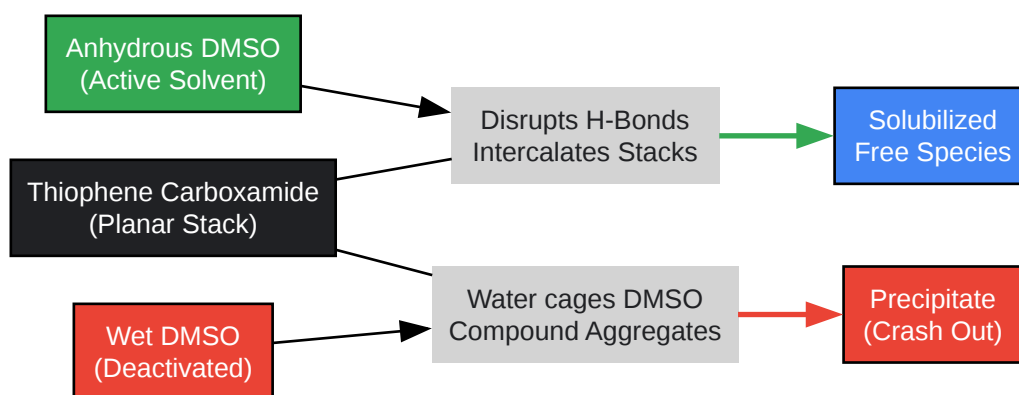 Anhydrous DMSO
(Active Solvent)
Disrupts H-Bonds
Intercalates Stacks
Solubilized
Free Species
Thiophene Carboxamide
(Planar Stack)
Water cages DMSO
Compound Aggregates
Precipitate
(Crash Out)
Wet DMSO
(Deactivated)